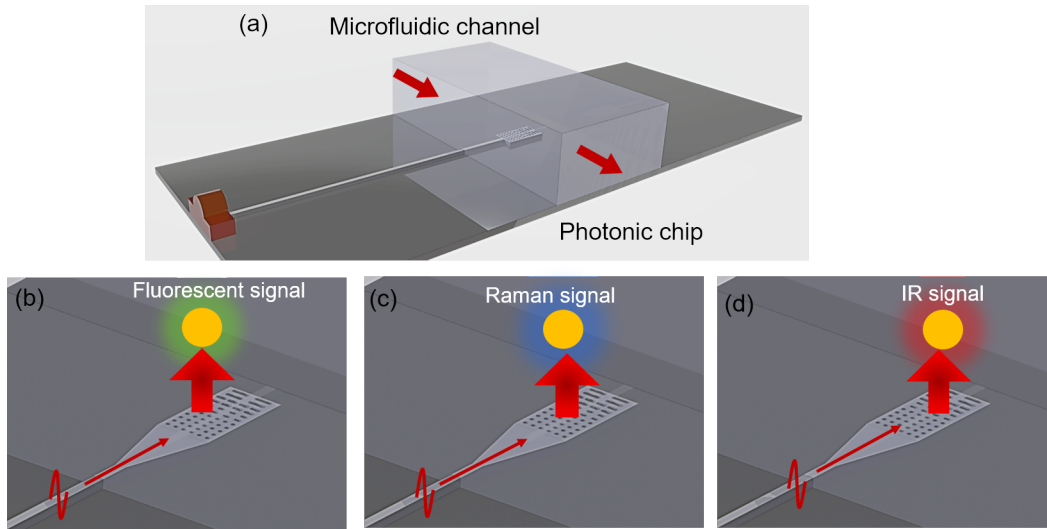 (a)
Microfluidic channel
Photonic chip
(b)
Fluorescent signal
(c)
Raman signal
(d)
IR signal